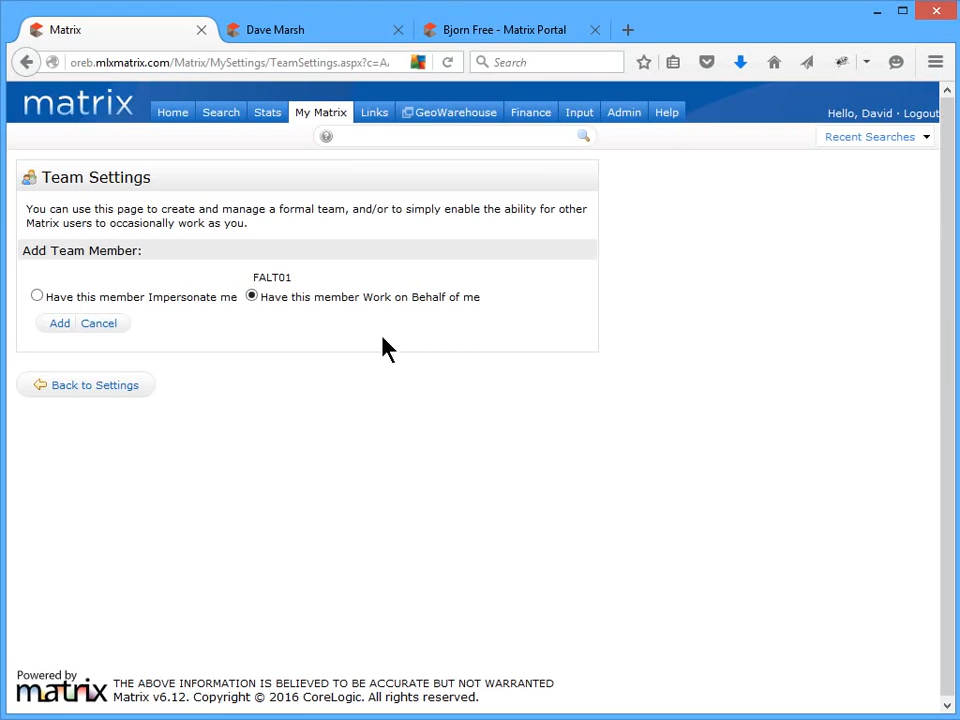 Matrix
Dave Marsh
Bjorn Free - Matrix Portal
oreb.mlxmatrix.com/Matrix/MySettings/TeamSettings.aspx?c=A
Search
matrix
Home Search Stats My Matrix Links GeoWarehouse Finance Input Admin Help
Hello, David · Logout
Recent Searches
Team Settings
You can use this page to create and manage a formal team, and/or to simply enable the ability for other
Matrix users to occasionally work as you.
Add Team Member:
FALT01
Have this member Impersonate me Have this member Work on Behalf of me
Add Cancel
Back to Settings
Powered by
matrix
THE ABOVE INFORMATION IS BELIEVED TO BE ACCURATE BUT NOT WARRANTED
Matrix v6.12. Copyright © 2016 CoreLogic. All rights reserved.